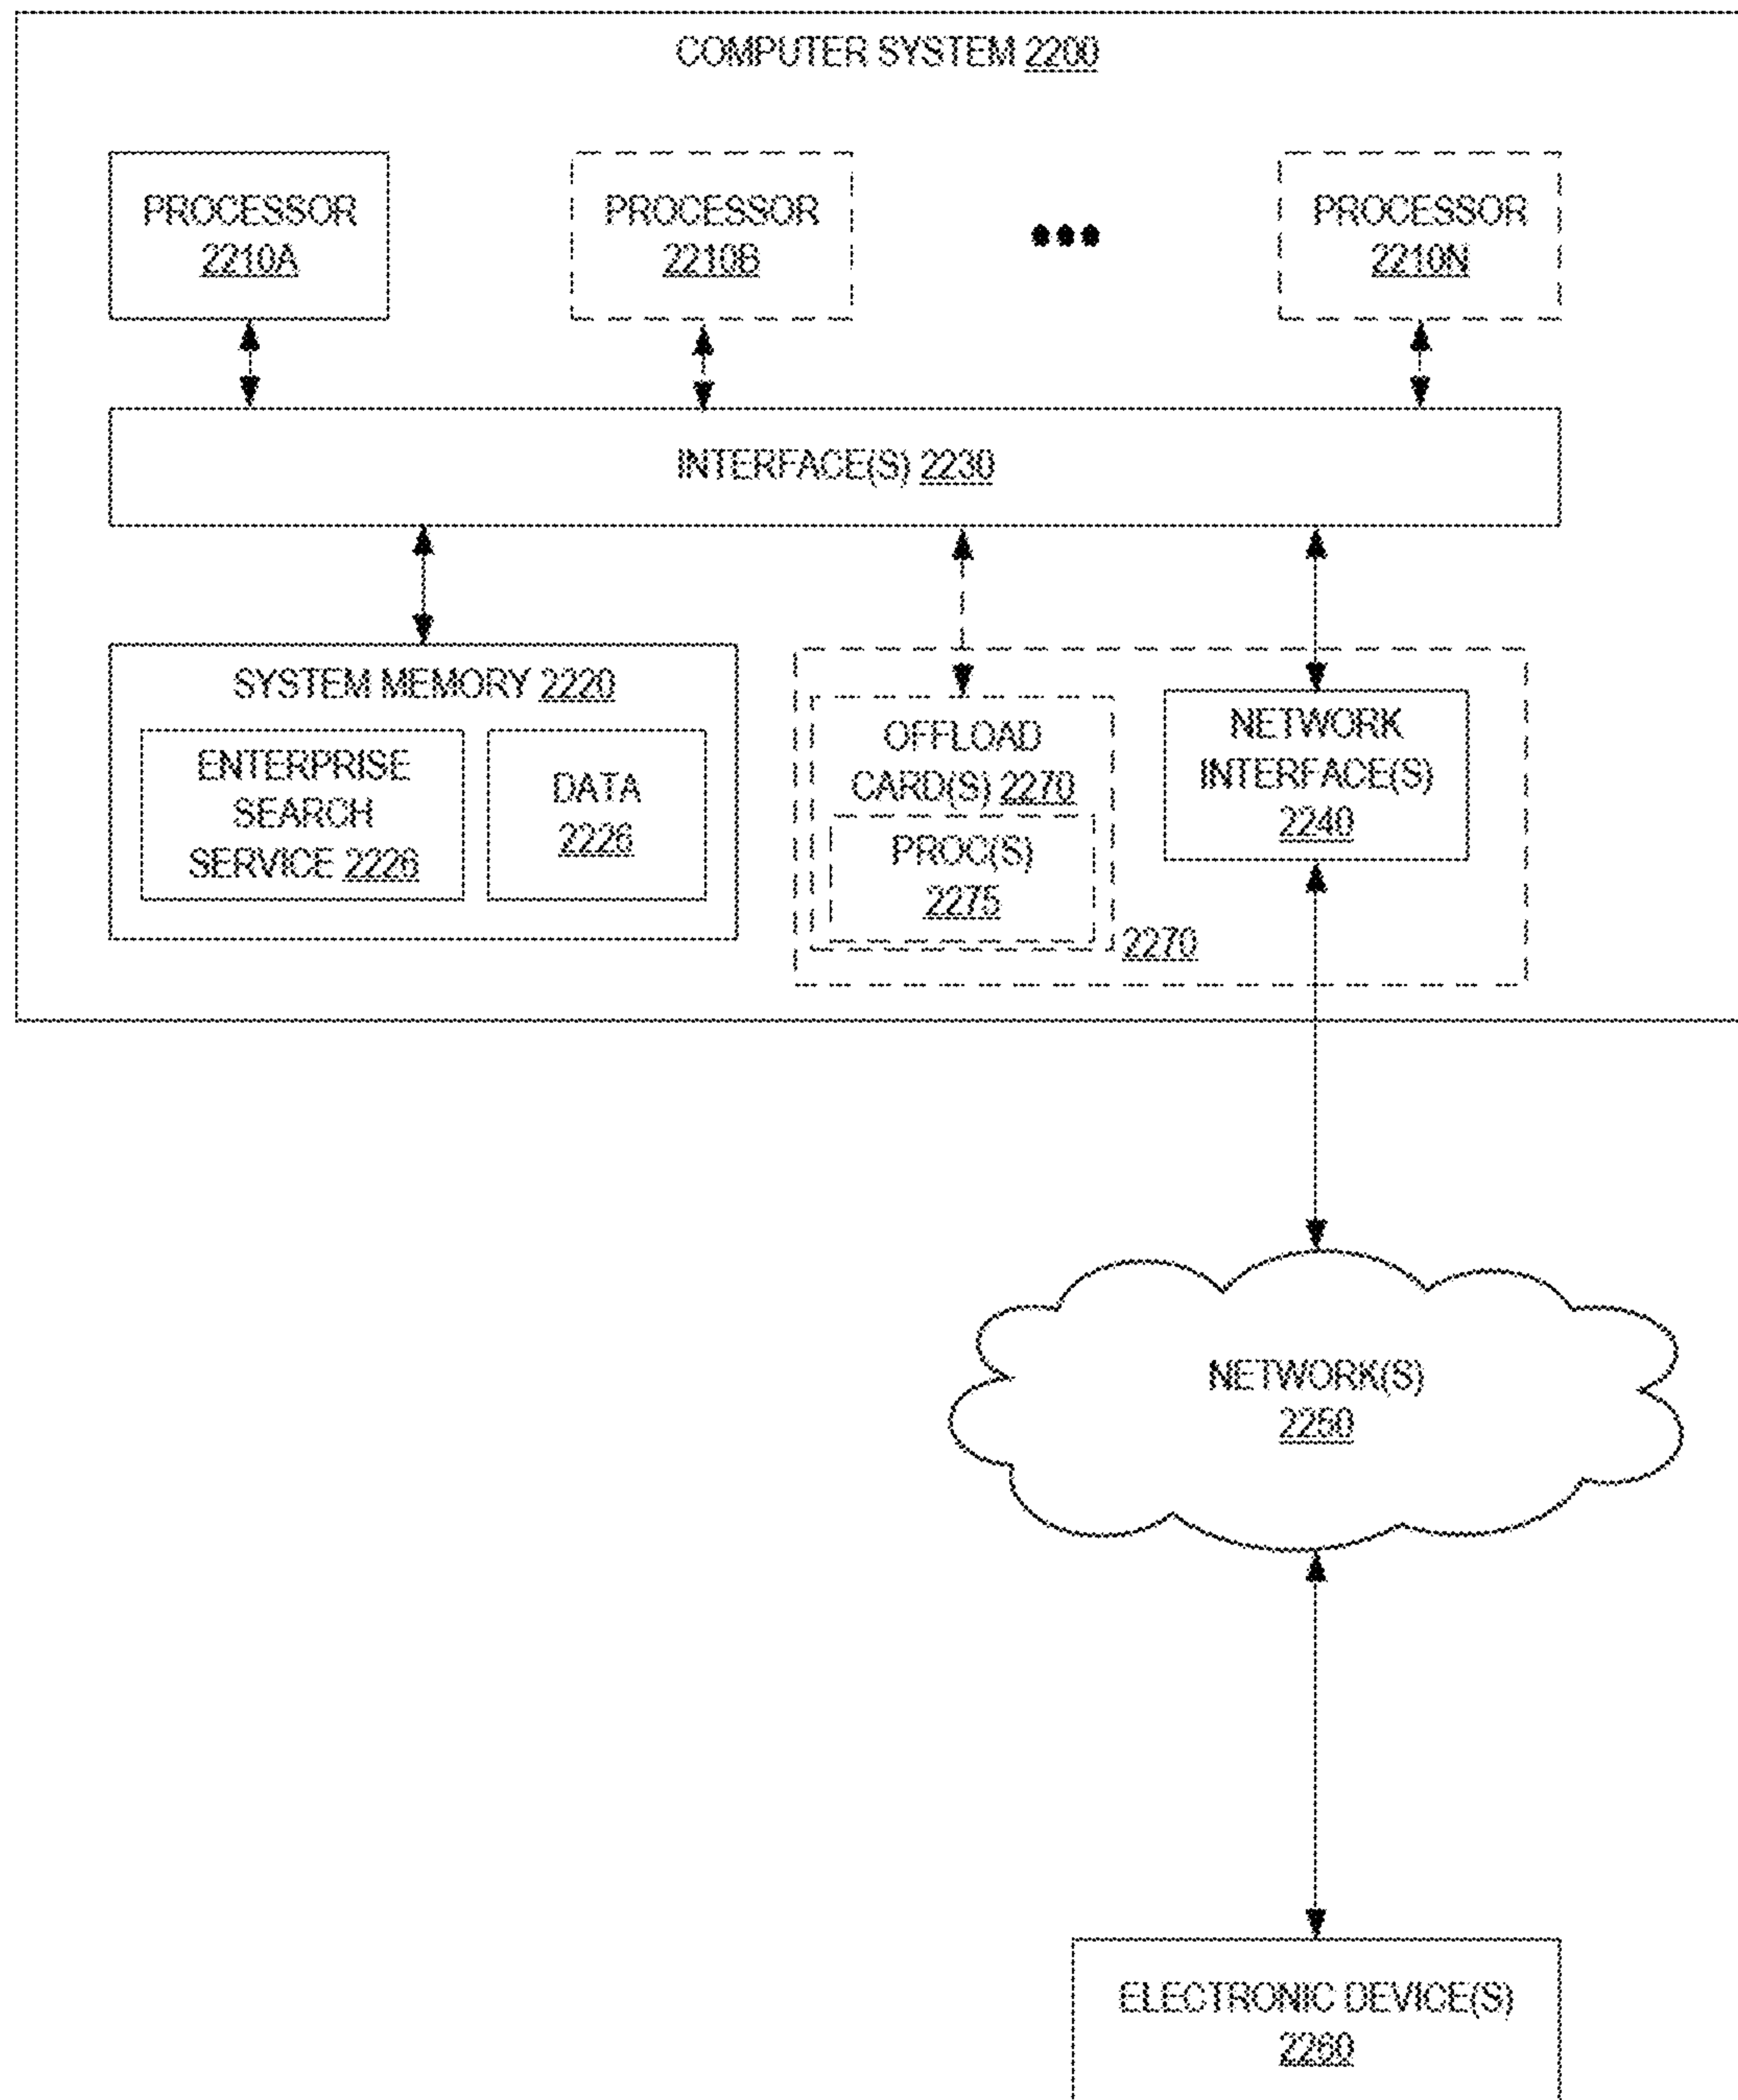 COMPUTER SYSTEM 2200
PROCESSOR
2210A
PROCESSOR
2210B
PROCESSOR
2210N
INTERFACE(S) 2230
SYSTEM MEMORY 2220
ENTERPRISE
SEARCH
SERVICE 2226
DATA
2226
OFFLOAD
CARD(S) 2270
PROC(S)
2275
2270
NETWORK
INTERFACE(S)
2240
NETWORK(S)
2250
ELECTRONIC DEVICE(S)
2260